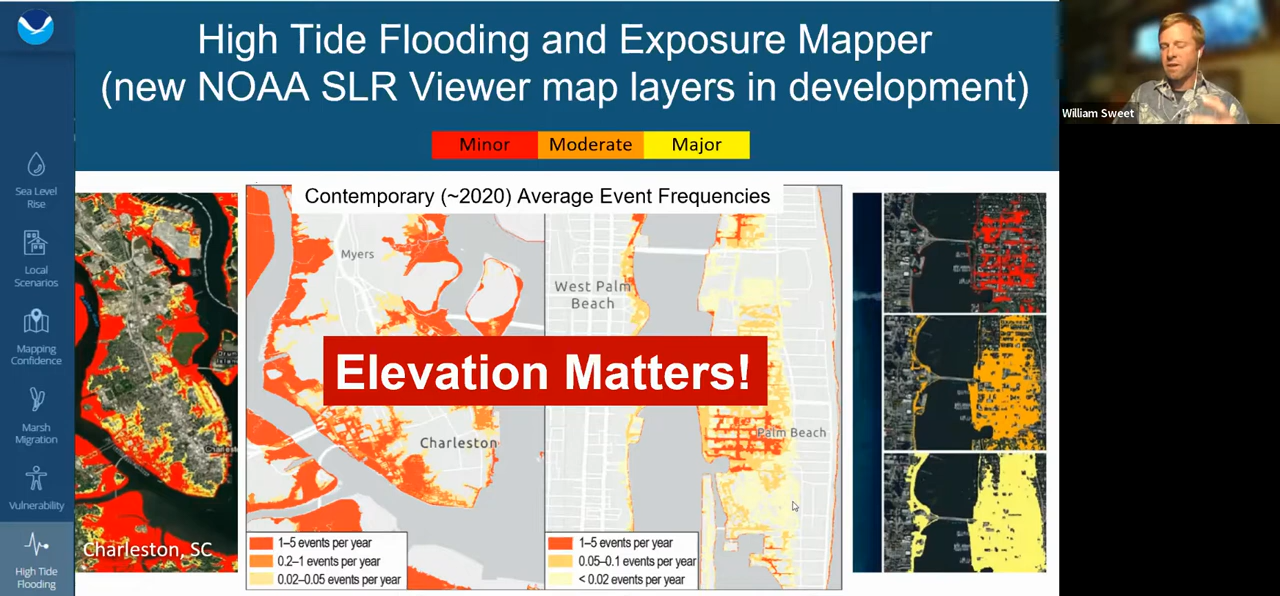 High Tide Flooding and Exposure Mapper
(new NOAA SLR Viewer map layers in development)
Minor Moderate Major
William Sweet
Sea Level
Rise
Local
Scenarios
Mapping
Confidence
Marsh
Migration
Vulnerability
High Tide
Flooding
Charleston, SC
Contemporary (~2020) Average Event Frequencies
Myers
Charleston
1–5 events per year
0.2–1 events per year
0.02–0.05 events per year
West Palm
Beach
Palm Beach
1–5 events per year
0.05–0.1 events per year
< 0.02 events per year
Elevation Matters!